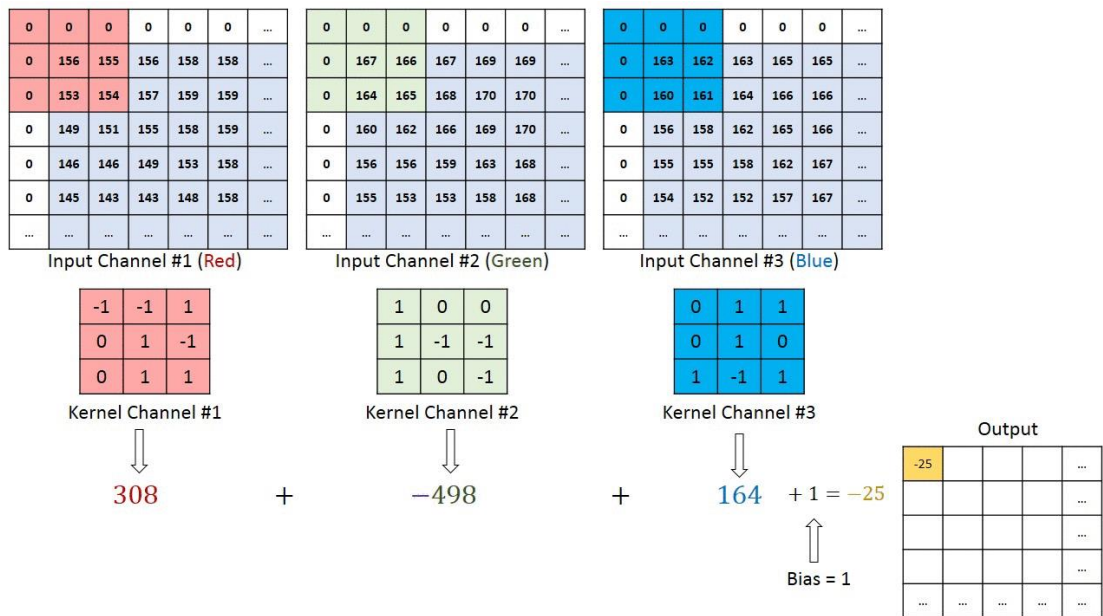 0 0 0 0 0 0 ... 0 0 0 0 0 0 ... 0 0 0 0 0 0 ...
0 156 155 156 158 158 ... 0 167 166 167 169 169 ... 0 163 162 163 165 165 ...
0 153 154 157 159 159 ... 0 164 165 168 170 170 ... 0 160 161 164 166 166 ...
0 149 151 155 158 159 ... 0 160 162 166 169 170 ... 0 156 158 162 165 166 ...
0 146 146 149 153 158 ... 0 156 156 159 163 168 ... 0 155 155 158 162 167 ...
0 145 143 143 148 158 ... 0 155 153 153 158 168 ... 0 154 152 152 157 167 ...
... ... ... ... ... ... ... ... ... ... ... ... ... ... ... ... ... ... ... ...
Input Channel #1 (Red) Input Channel #2 (Green) Input Channel #3 (Blue)
-1 -1 1 1 0 0 0 1 1
0 1 -1 1 -1 -1 0 1 0
0 1 1 1 0 -1 1 -1 1
Kernel Channel #1 Kernel Channel #2 Kernel Channel #3
308 + −498 + 164 + 1 = −25
Bias = 1
Output
-25 ...
...
...
...
... ... ... ... ...